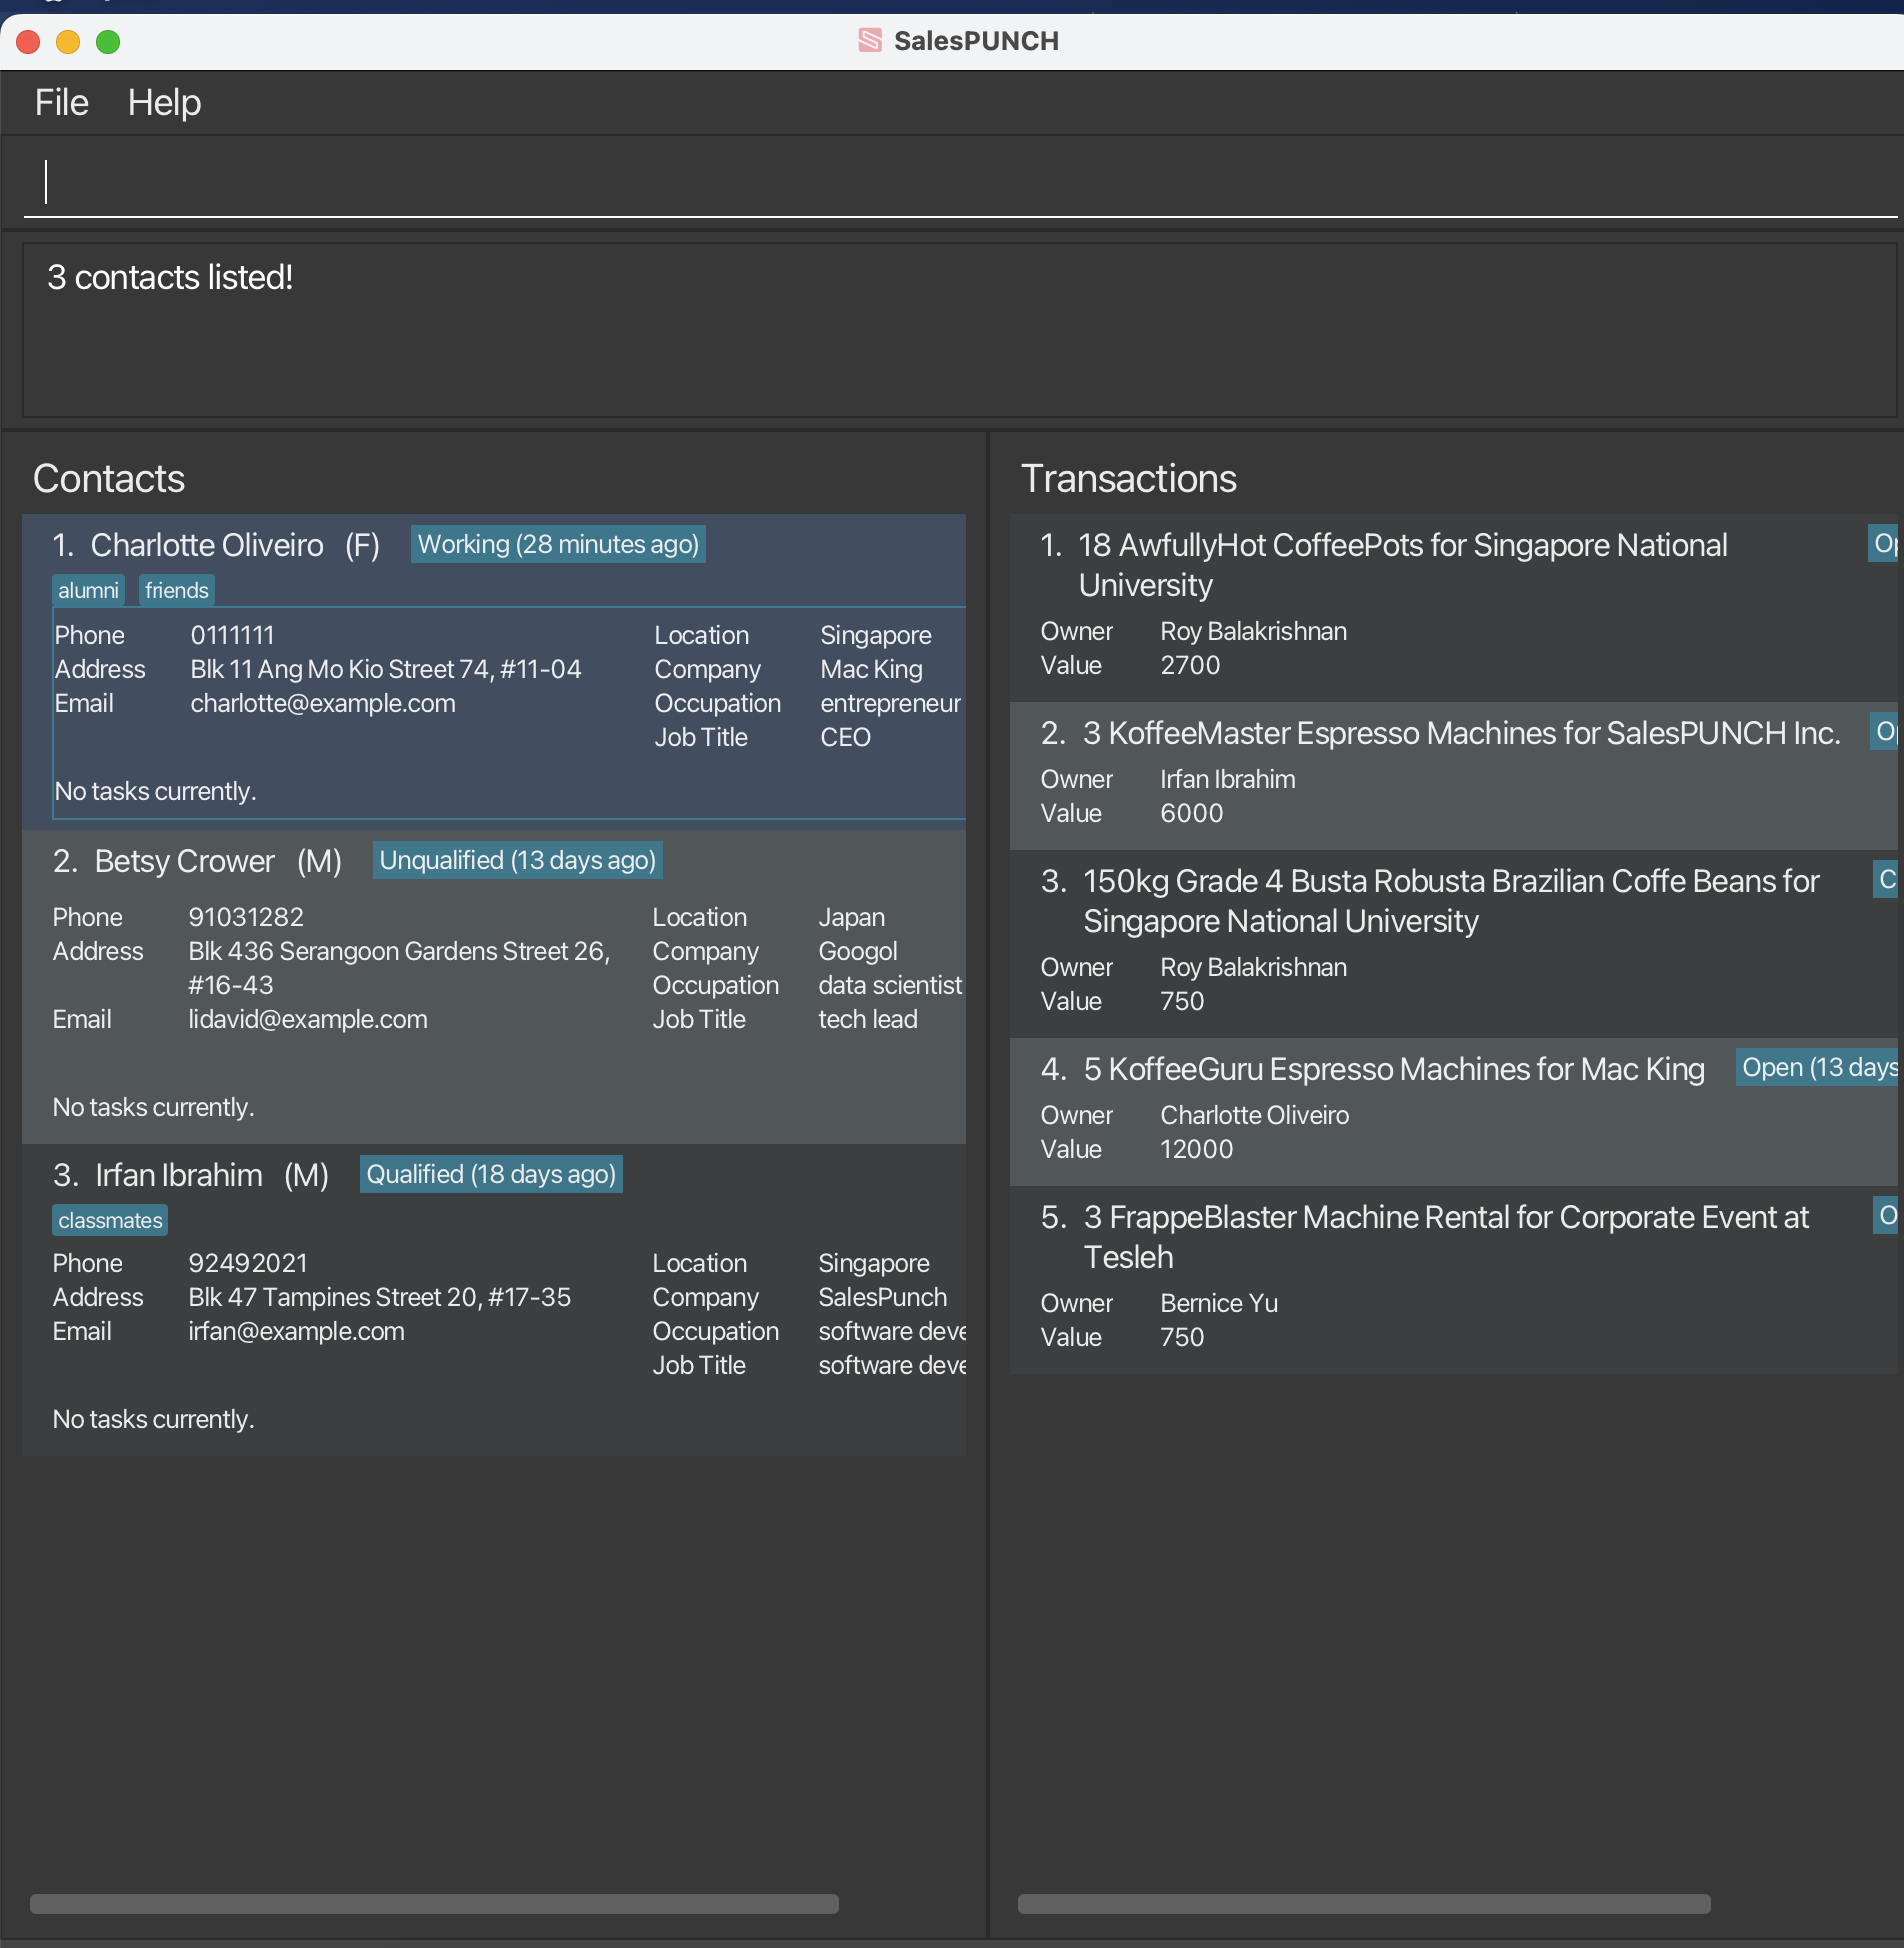 SalesPUNCH
File Help
3 contacts listed!
Contacts
1. Charlotte Oliveiro (F) Working (28 minutes ago)
alumni friends
Phone 0111111 Location Singapore
Address Blk 11 Ang Mo Kio Street 74, #11-04 Company Mac King
Email charlotte@example.com Occupation entrepreneur
Job Title CEO
No tasks currently.
2. Betsy Crower (M) Unqualified (13 days ago)
Phone 91031282 Location Japan
Address Blk 436 Serangoon Gardens Street 26, Company Googol
#16-43 Occupation data scientist
Email lidavid@example.com Job Title tech lead
No tasks currently.
3. Irfan Ibrahim (M) Qualified (18 days ago)
classmates
Phone 92492021 Location Singapore
Address Blk 47 Tampines Street 20, #17-35 Company SalesPunch
Email irfan@example.com Occupation software deve
Job Title software deve
No tasks currently.
Transactions
1. 18 AwfullyHot CoffeePots for Singapore National
University
Owner Roy Balakrishnan
Value 2700
2. 3 KoffeeMaster Espresso Machines for SalesPUNCH Inc.
Owner Irfan Ibrahim
Value 6000
3. 150kg Grade 4 Busta Robusta Brazilian Coffe Beans for
Singapore National University
Owner Roy Balakrishnan
Value 750
4. 5 KoffeeGuru Espresso Machines for Mac King Open (13 days
Owner Charlotte Oliveiro
Value 12000
5. 3 FrappeBlaster Machine Rental for Corporate Event at
Tesleh
Owner Bernice Yu
Value 750